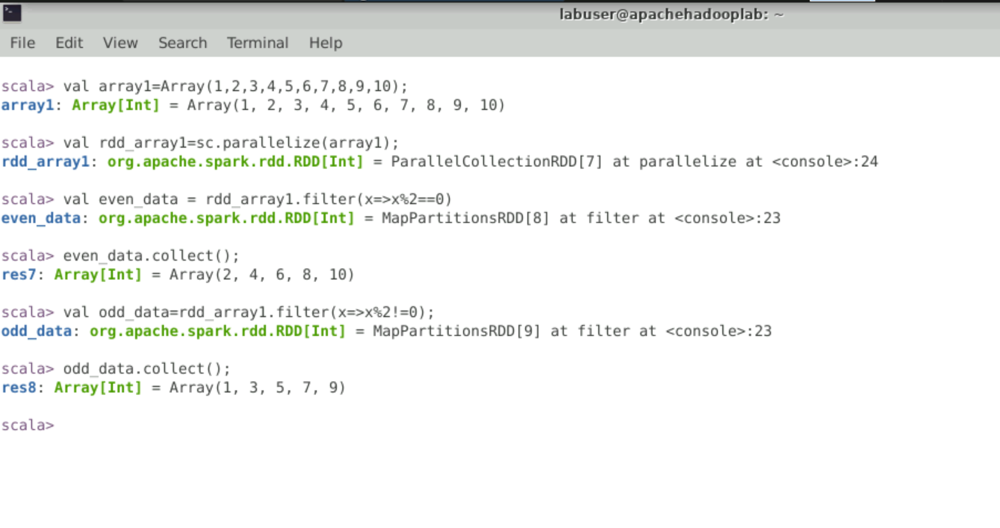 labuser@apachehadooplab: ~
File Edit View Search Terminal Help
scala> val array1=Array(1,2,3,4,5,6,7,8,9,10);
array1: Array[Int] = Array(1, 2, 3, 4, 5, 6, 7, 8, 9, 10)
scala> val rdd_array1=sc.parallelize(array1);
rdd_array1: org.apache.spark.rdd.RDD[Int] = ParallelCollectionRDD[7] at parallelize at <console>:24
scala> val even_data = rdd_array1.filter(x=>x%2==0)
even_data: org.apache.spark.rdd.RDD[Int] = MapPartitionsRDD[8] at filter at <console>:23
scala> even_data.collect();
res7: Array[Int] = Array(2, 4, 6, 8, 10)
scala> val odd_data=rdd_array1.filter(x=>x%2!=0);
odd_data: org.apache.spark.rdd.RDD[Int] = MapPartitionsRDD[9] at filter at <console>:23
scala> odd_data.collect();
res8: Array[Int] = Array(1, 3, 5, 7, 9)
scala>